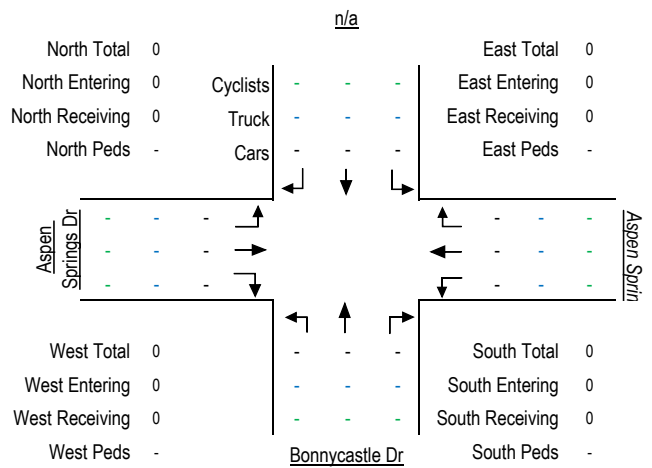 n/a
North Total 0 East Total 0
North Entering 0 Cyclists - - - East Entering 0
North Receiving 0 Truck - - - East Receiving 0
North Peds - Cars - - - East Peds -
Aspen
Springs Dr
- - - - - -
- - - - - -
- - - - - -
Aspen Sprin
West Total 0 - - - South Total 0
West Entering 0 - - - South Entering 0
West Receiving 0 - - - South Receiving 0
West Peds - Bonnycastle Dr South Peds -